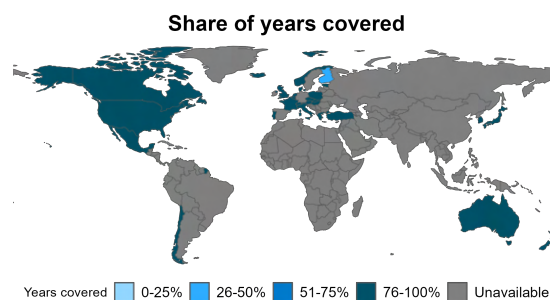 Share of years covered
Years covered 0-25% 26-50% 51-75% 76-100% Unavailable